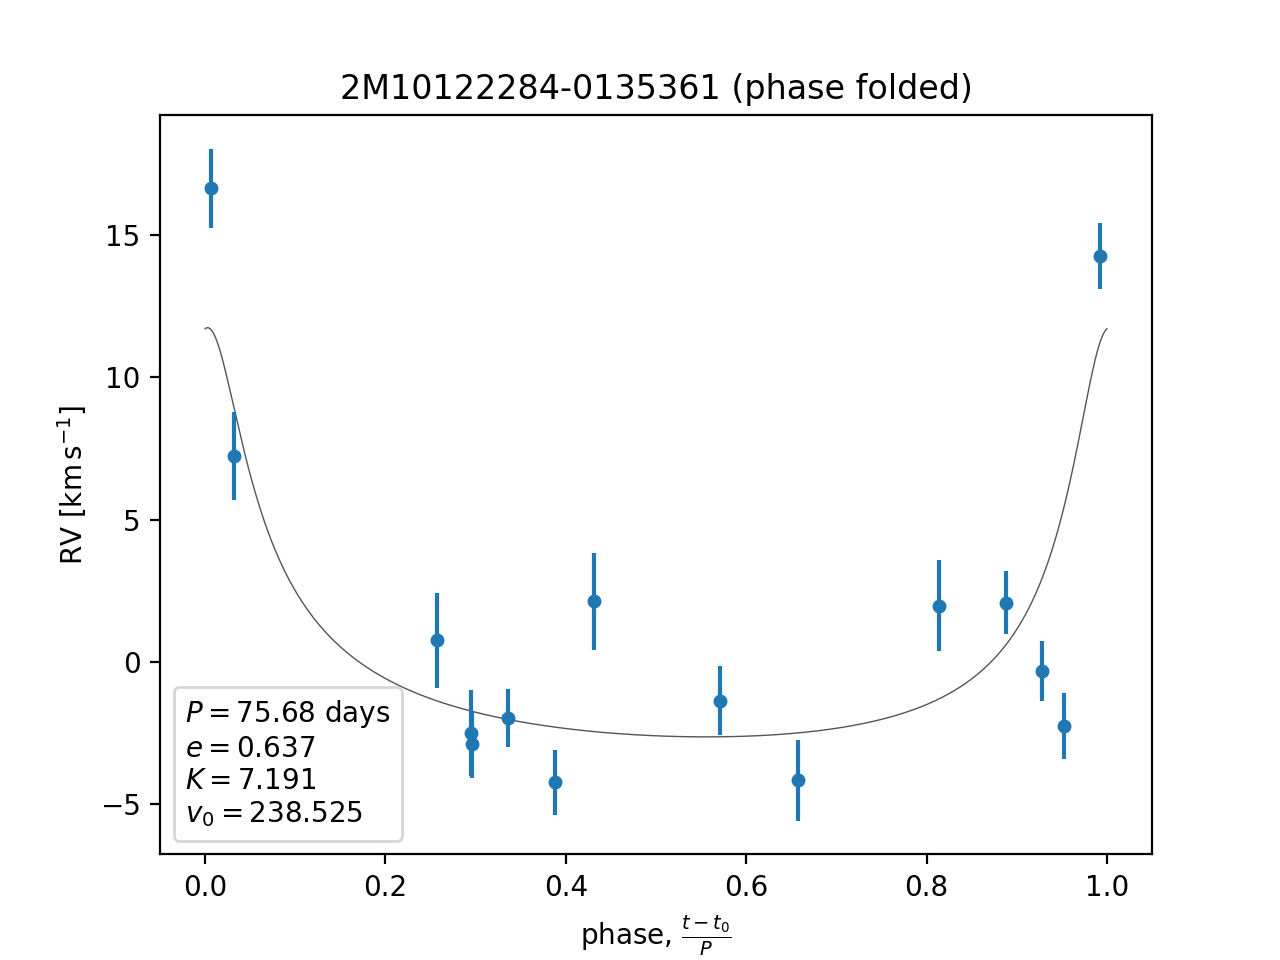 2M10122284-0135361 (phase folded)
RV [km s−1]
15
10
5
0
−5
P = 75.68 days
e = 0.637
K = 7.191
v0 = 238.525
0.0 0.2 0.4 0.6 0.8 1.0
phase, t − t0 / P